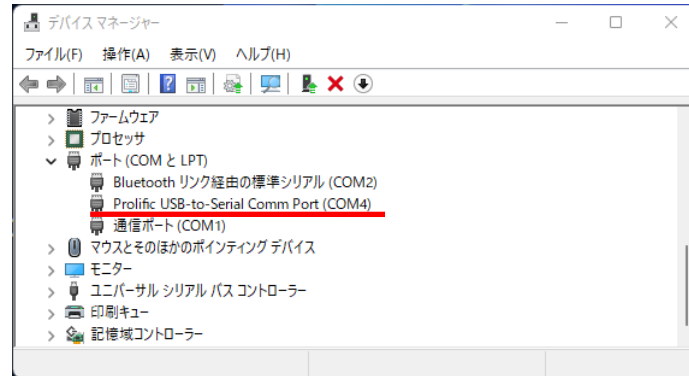 デバイス マネージャー
ファイル(F) 操作(A) 表示(V) ヘルプ(H)
ファームウェア
プロセッサ
ポート (COM と LPT)
Bluetooth リンク経由の標準シリアル (COM2)
Prolific USB-to-Serial Comm Port (COM4)
通信ポート (COM1)
マウスとそのほかのポインティング デバイス
モニター
ユニバーサル シリアル バス コントローラー
印刷キュー
記憶域コントローラー